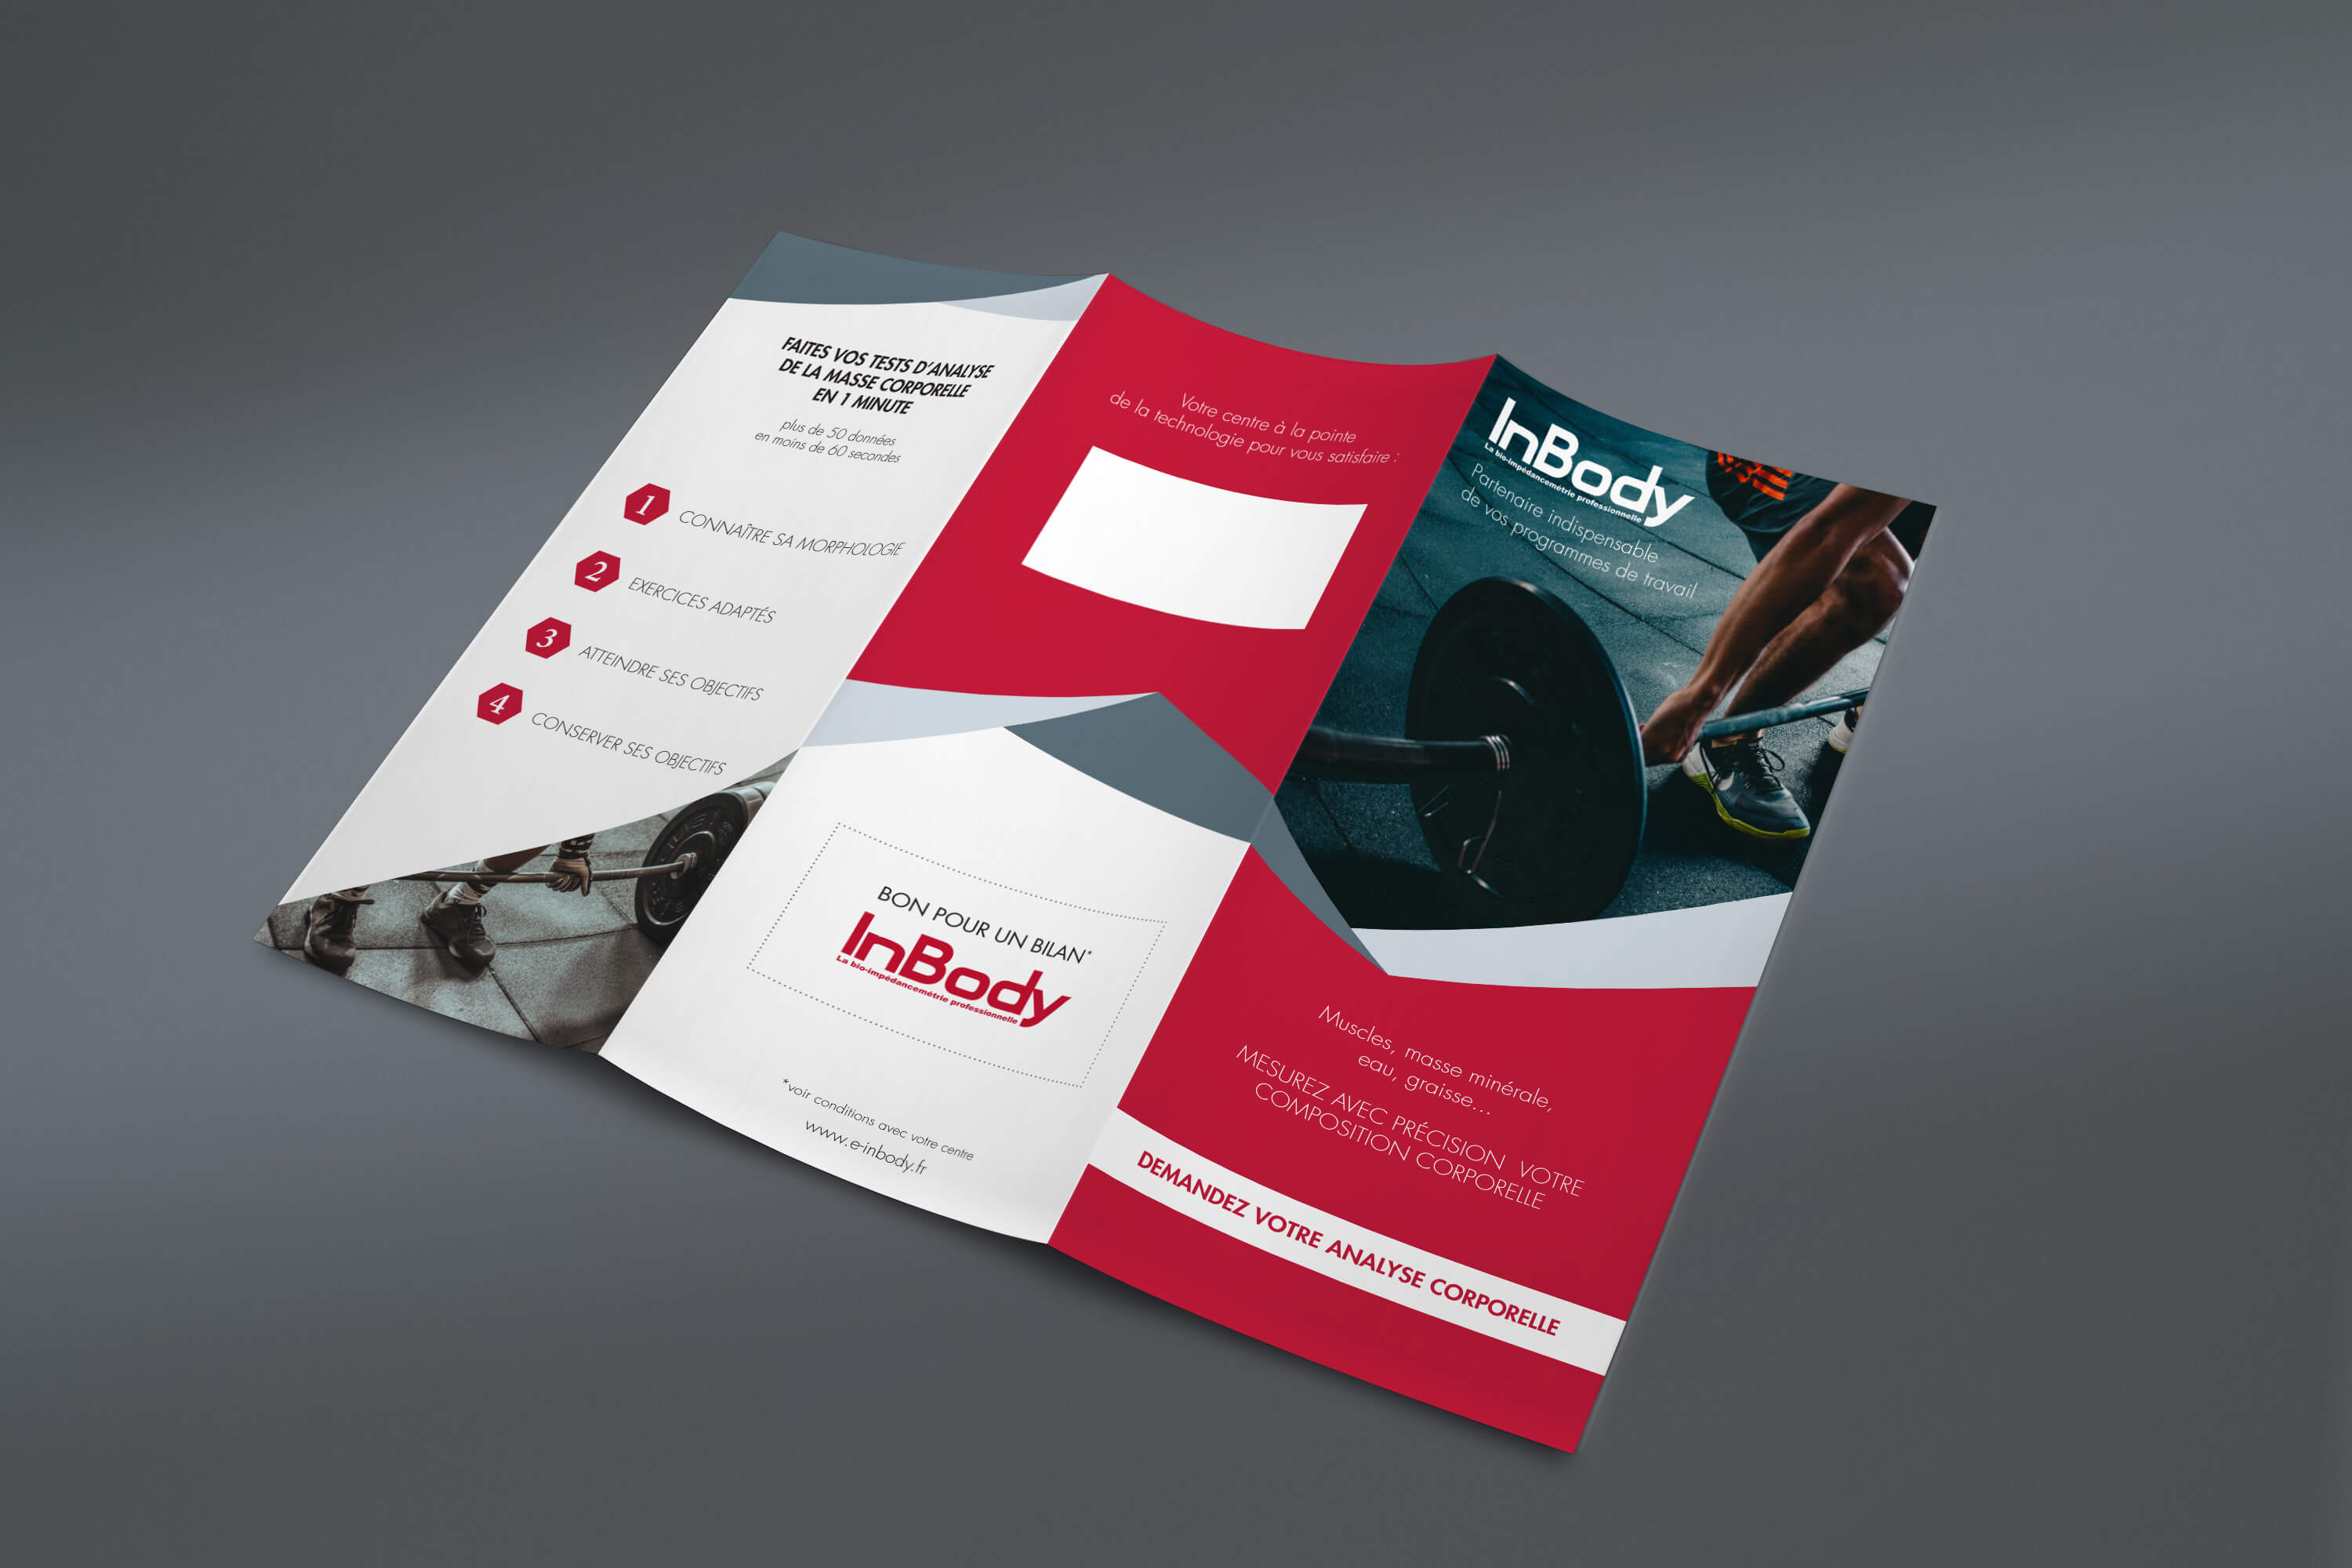 FAITES VOS TESTS D'ANALYSE
DE LA MASSE CORPORELLE
EN 1 MINUTE
plus de 50 données
en moins de 60 secondes
1 CONNAÎTRE SA MORPHOLOGIE
2 EXERCICES ADAPTÉS
3 ATTEINDRE SES OBJECTIFS
4 CONSERVER SES OBJECTIFS
Votre centre à la pointe
de la technologie pour vous satisfaire :
BON POUR UN BILAN*
InBody
La bio-impédancemétrie professionnelle
*voir conditions avec votre centre
www.e-inbody.fr
InBody
La bio-impédancemétrie professionnelle
Partenaire indispensable
de vos programmes de travail
Muscles, masse minérale,
eau, graisse...
MESUREZ AVEC PRÉCISION VOTRE
COMPOSITION CORPORELLE
DEMANDEZ VOTRE ANALYSE CORPORELLE